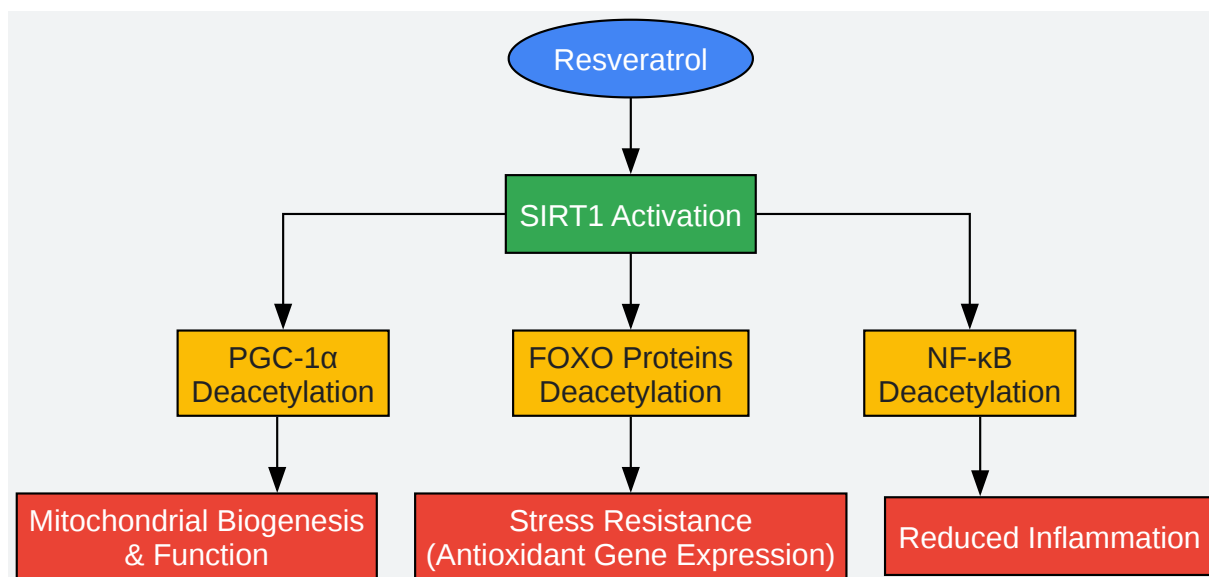 Resveratrol
SIRT1 Activation
PGC-1α
Deacetylation
FOXO Proteins
Deacetylation
NF-κB
Deacetylation
Mitochondrial Biogenesis
& Function
Stress Resistance
(Antioxidant Gene Expression)
Reduced Inflammation